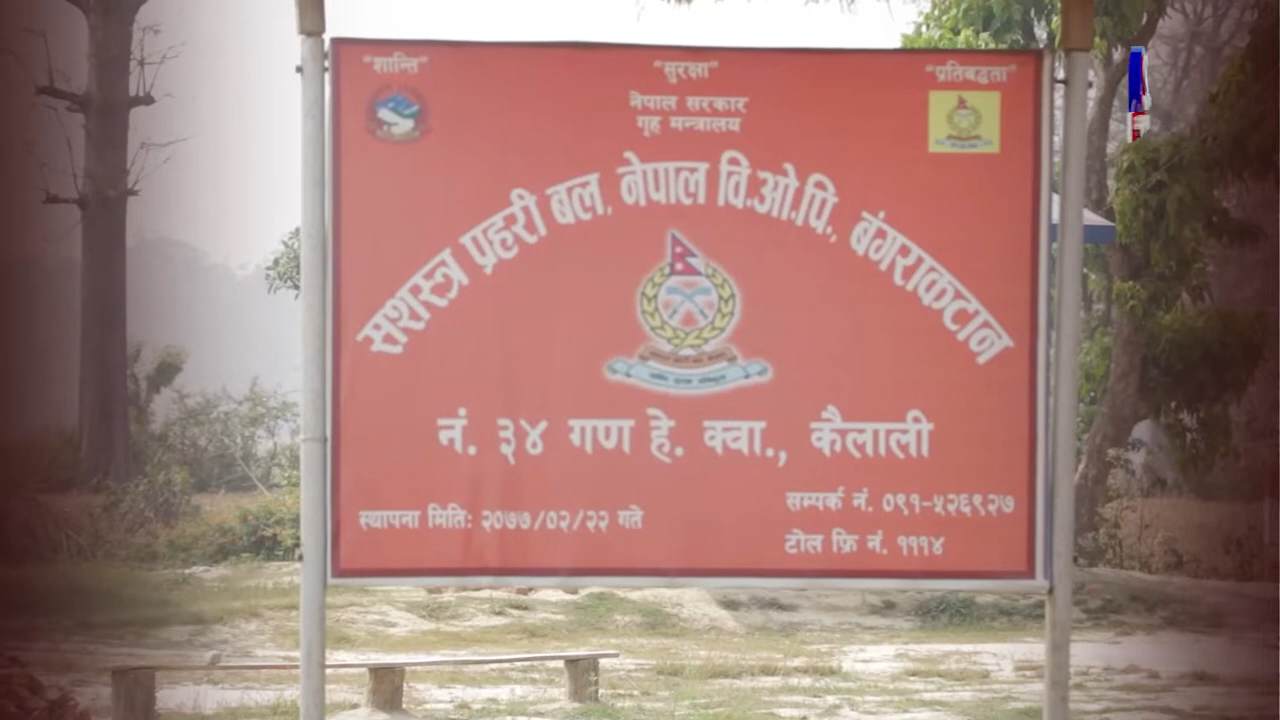 "शान्ति" "सुरक्षा" "प्रतिबद्धता"
नेपाल सरकार
गृह मन्त्रालय
सशस्त्र प्रहरी बल, नेपाल वि.ओ.पि., बंगराकटान
नं. ३४ गण हे. क्वा., कैलाली
स्थापना मितिः २०७७/०२/२२ गते
सम्पर्क नं. ०९१-५२६९२७
टोल फ्रि नं. १११४